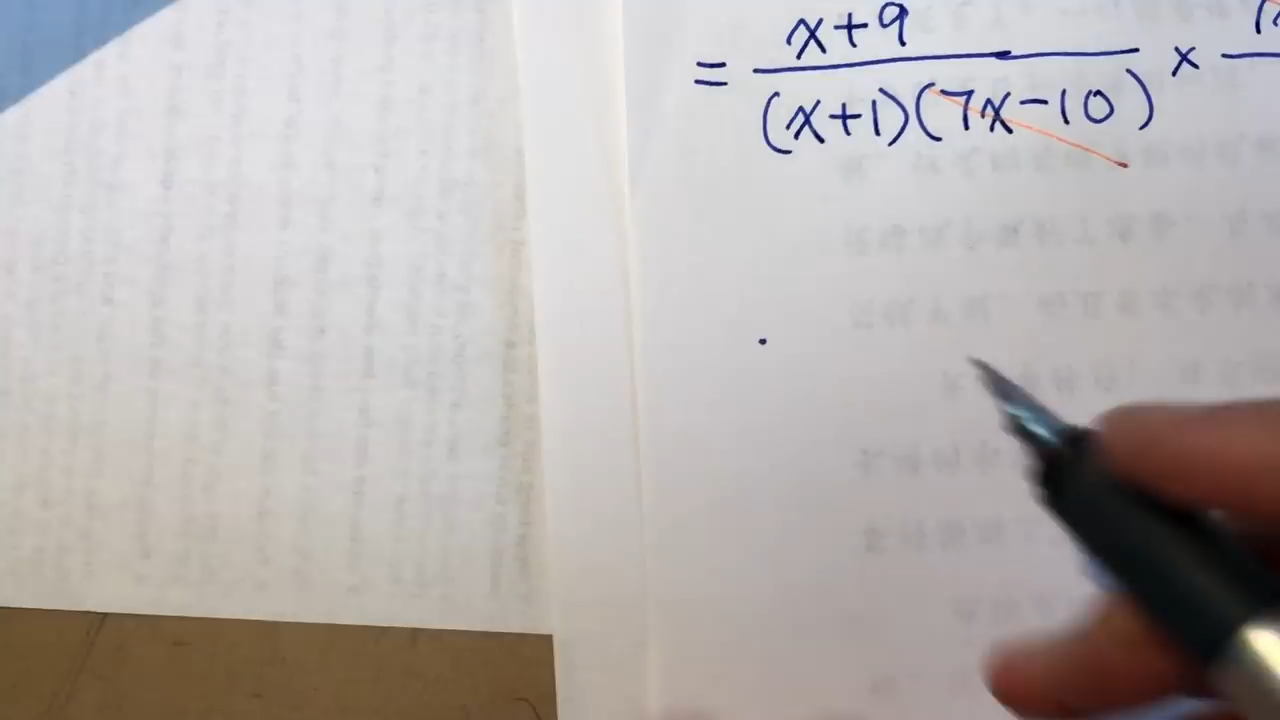 = x+9 / (x+1)(7x-10) ×